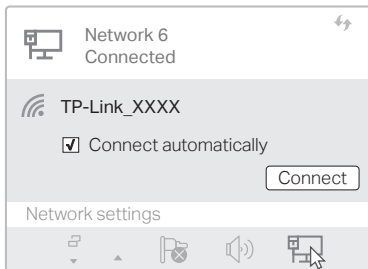 Network 6
Connected
TP-Link_XXXX
Connect automatically
Connect
Network settings